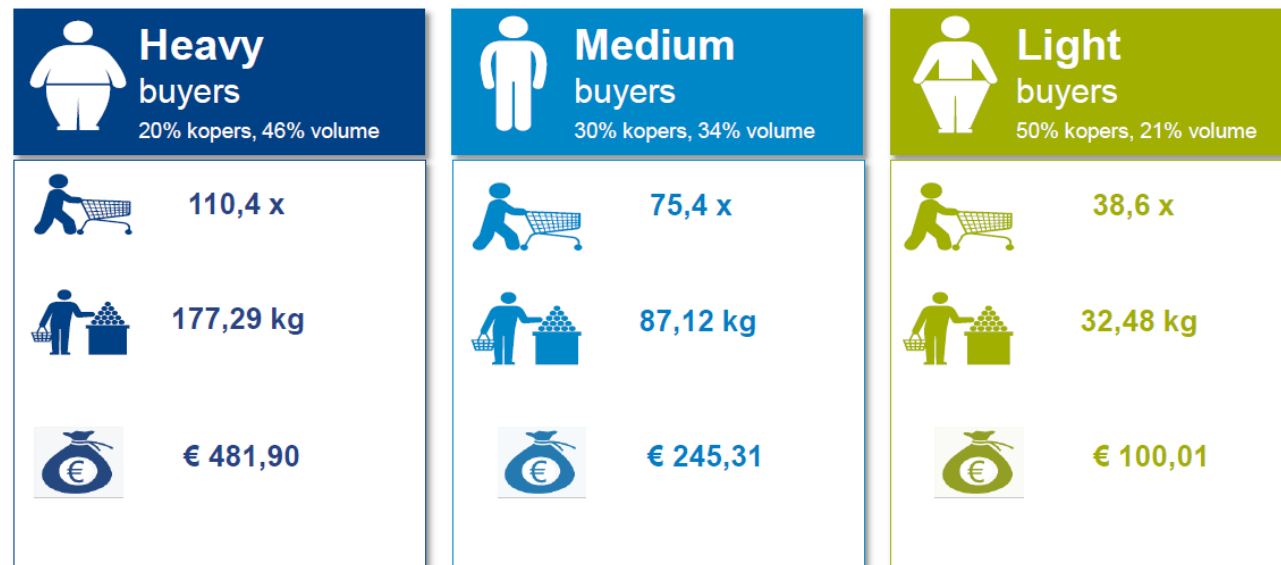 Heavy
buyers
20% kopers, 46% volume
110,4 x
177,29 kg
€
€ 481,90
Medium
buyers
30% kopers, 34% volume
75,4 x
87,12 kg
€
€ 245,31
Light
buyers
50% kopers, 21% volume
38,6 x
32,48 kg
€
€ 100,01